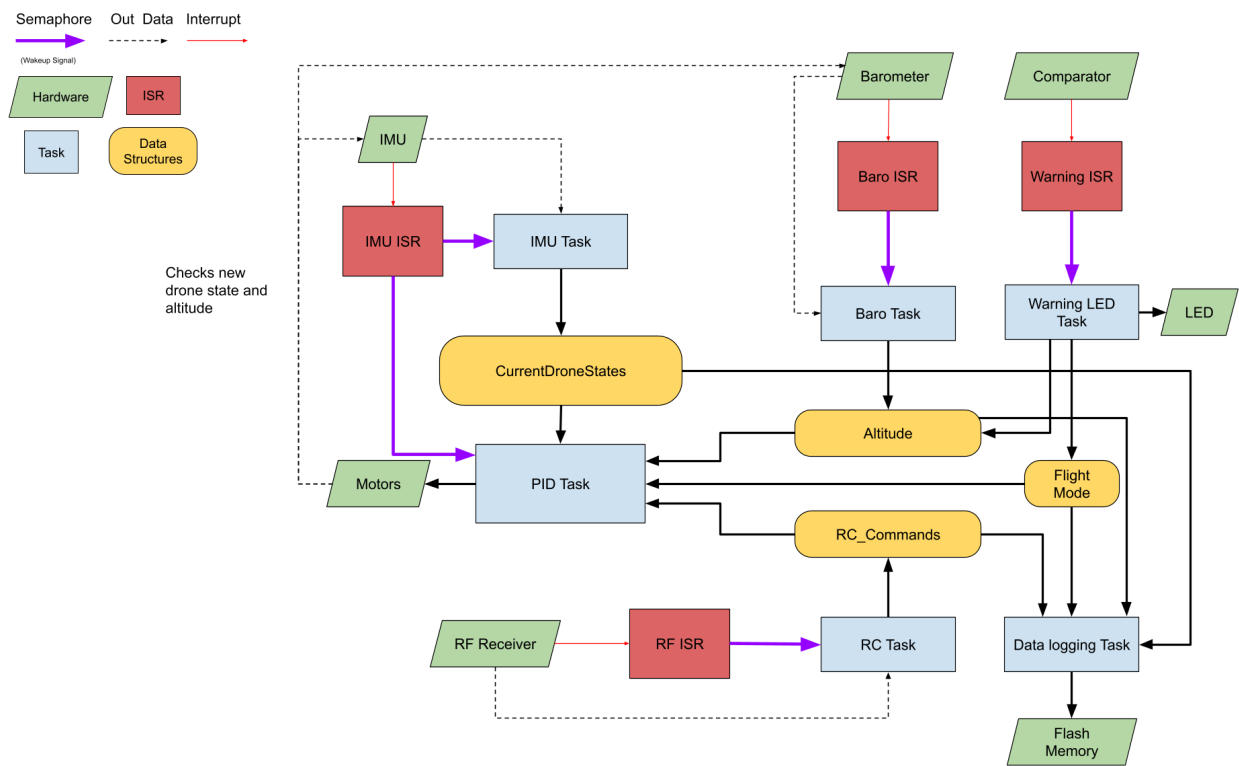 Semaphore
Out Data
Interrupt
(Wakeup Signal)
Hardware
ISR
Task
Data
Structures
Barometer
Comparator
IMU
Baro ISR
Warning ISR
IMU ISR
IMU Task
Checks new
drone state and
altitude
Baro Task
Warning LED
Task
LED
CurrentDroneStates
Altitude
Motors
PID Task
Flight
Mode
RC_Commands
RF Receiver
RF ISR
RC Task
Data logging Task
Flash
Memory